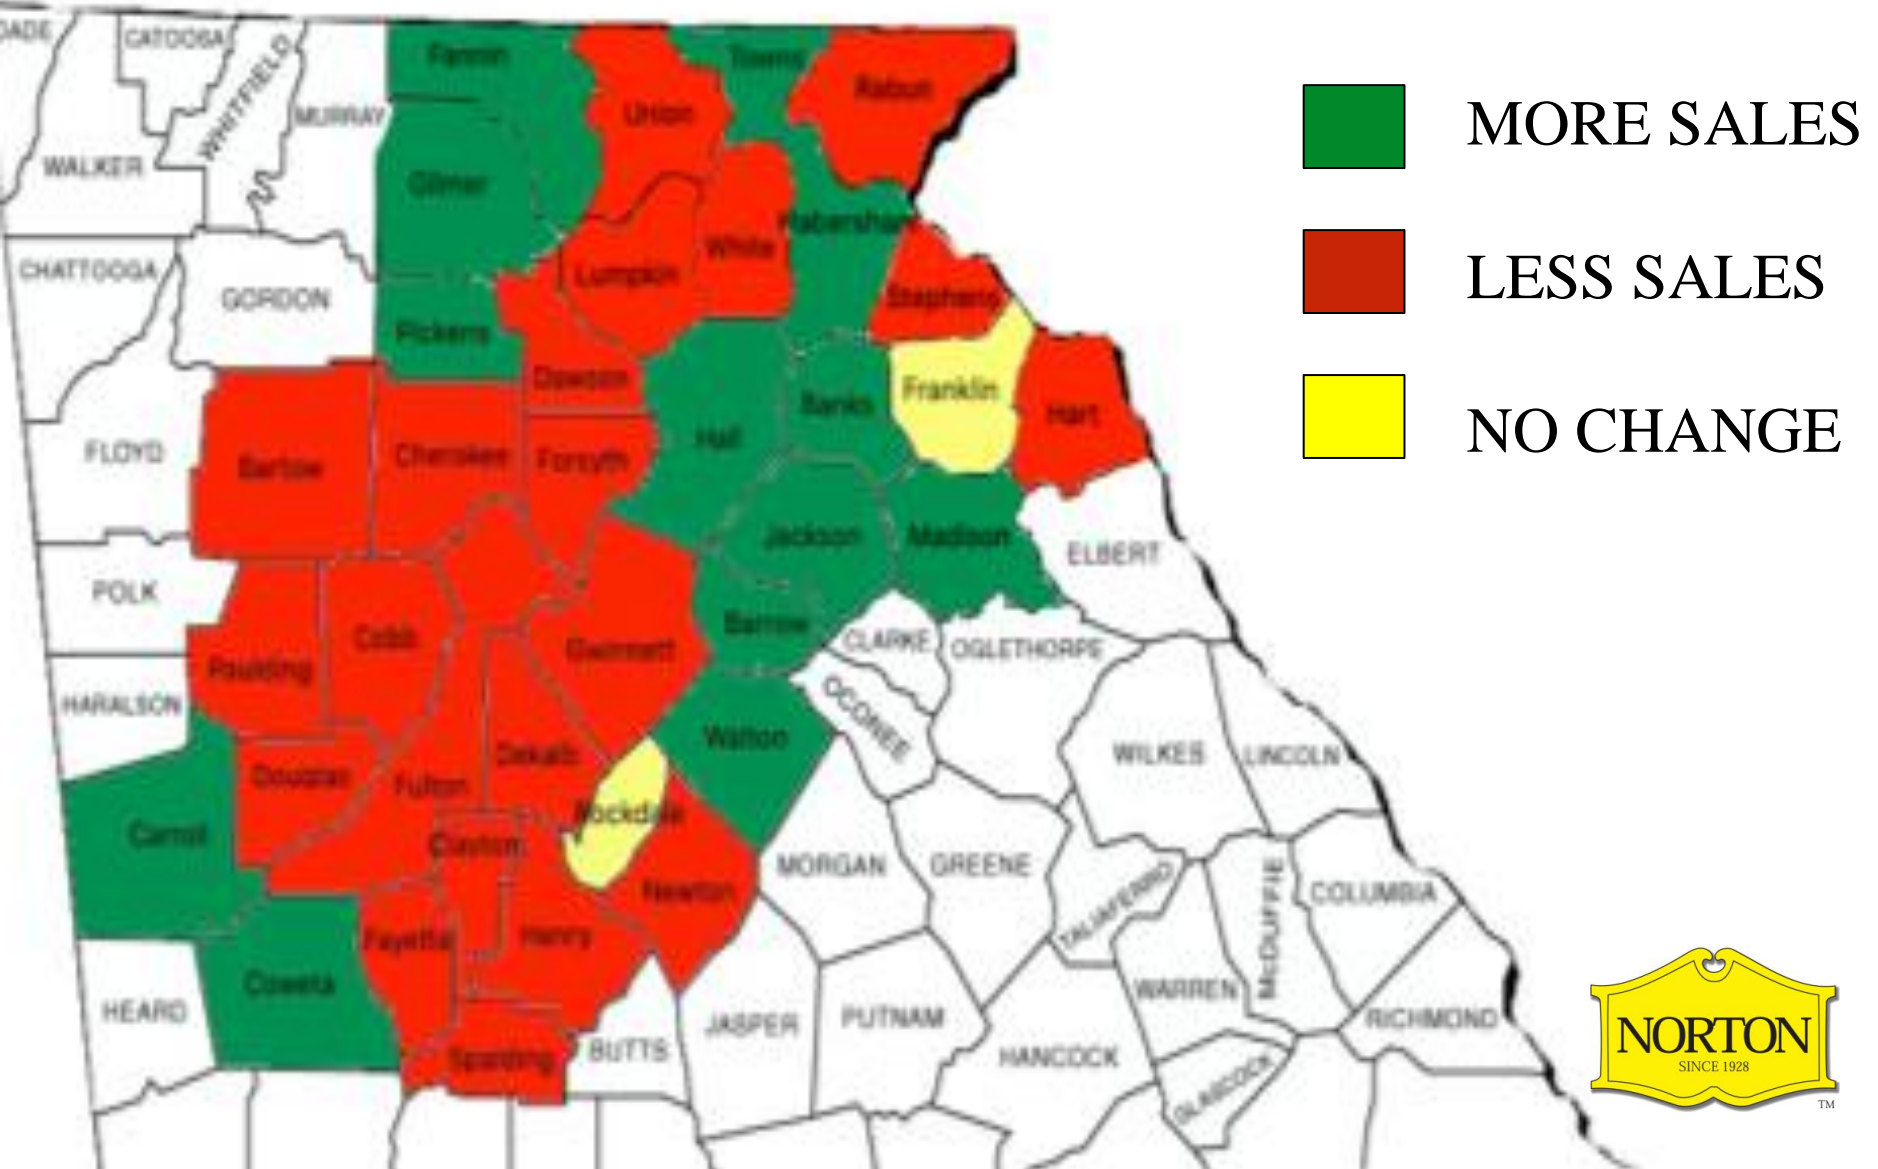 DADE
CATOOSA
WHITFIELD
MURRAY
WALKER
CHATTOOGA
GORDON
FLOYD
POLK
HARALSON
HEARD
Fannin
Towns
Rabun
Union
Gilmer
Habersham
White
Lumpkin
Stephens
Pickens
Dawson
Franklin
Banks
Hart
Hall
Bartow
Cherokee
Forsyth
Jackson
Madison
ELBERT
Barrow
Cobb
Gwinnett
Paulding
CLARKE
OGLETHORPE
OCONEE
Walton
Dekalb
Douglas
Fulton
WILKES
LINCOLN
Rockdale
Carroll
Clayton
Newton
MORGAN
GREENE
TALIAFERRO
McDUFFIE
COLUMBIA
Fayette
Henry
Coweta
WARREN
RICHMOND
Spalding
BUTTS
JASPER
PUTNAM
HANCOCK
GLASCOCK
MORE SALES
LESS SALES
NO CHANGE
NORTON
SINCE 1928
TM